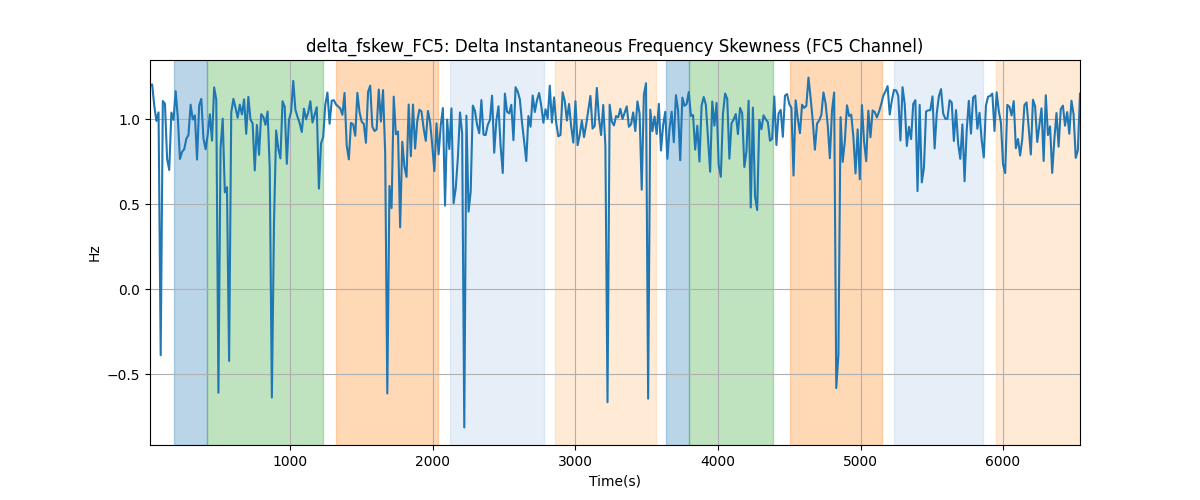 delta_fskew_FC5: Delta Instantaneous Frequency Skewness (FC5 Channel)
Hz
1.0
0.5
0.0
−0.5
1000 2000 3000 4000 5000 6000
Time(s)